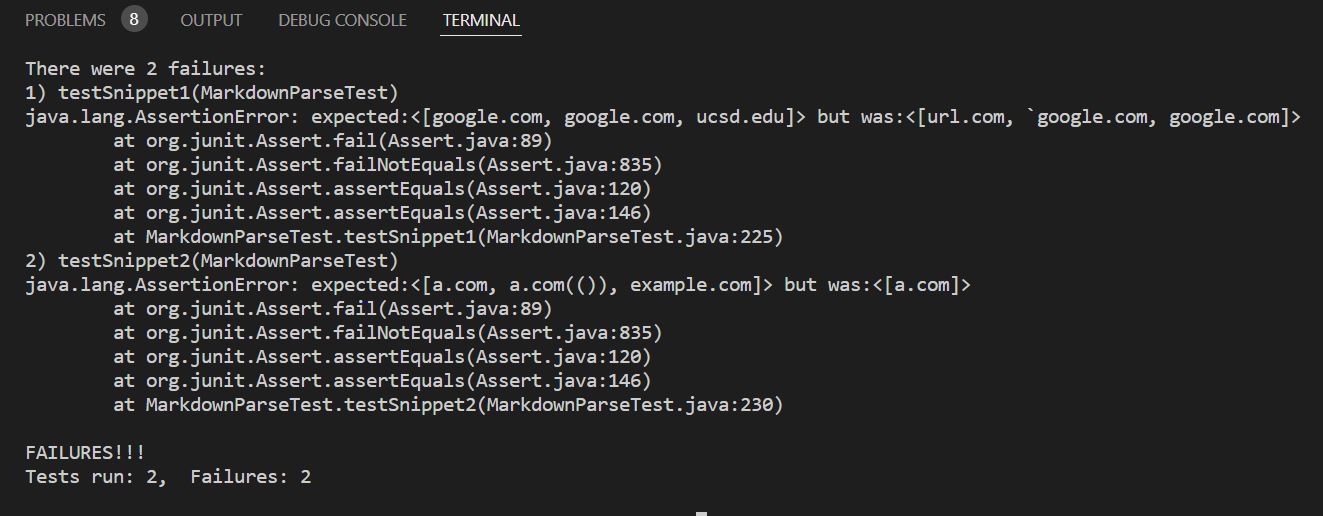 PROBLEMS 8 OUTPUT DEBUG CONSOLE TERMINAL
There were 2 failures:
1) testSnippet1(MarkdownParseTest)
java.lang.AssertionError: expected:<[google.com, google.com, ucsd.edu]> but was:<[url.com, `google.com, google.com]>
        at org.junit.Assert.fail(Assert.java:89)
        at org.junit.Assert.failNotEquals(Assert.java:835)
        at org.junit.Assert.assertEquals(Assert.java:120)
        at org.junit.Assert.assertEquals(Assert.java:146)
        at MarkdownParseTest.testSnippet1(MarkdownParseTest.java:225)
2) testSnippet2(MarkdownParseTest)
java.lang.AssertionError: expected:<[a.com, a.com(()), example.com]> but was:<[a.com]>
        at org.junit.Assert.fail(Assert.java:89)
        at org.junit.Assert.failNotEquals(Assert.java:835)
        at org.junit.Assert.assertEquals(Assert.java:120)
        at org.junit.Assert.assertEquals(Assert.java:146)
        at MarkdownParseTest.testSnippet2(MarkdownParseTest.java:230)
FAILURES!!!
Tests run: 2,  Failures: 2